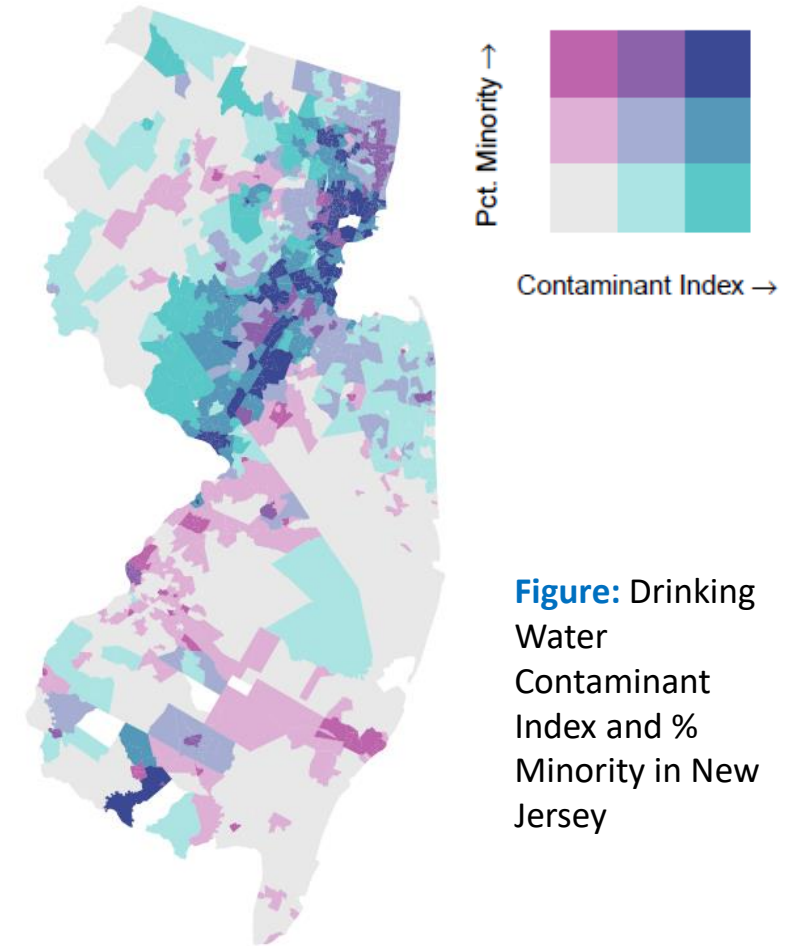 Pct. Minority →
Contaminant Index →
Figure: Drinking
Water
Contaminant
Index and %
Minority in New
Jersey